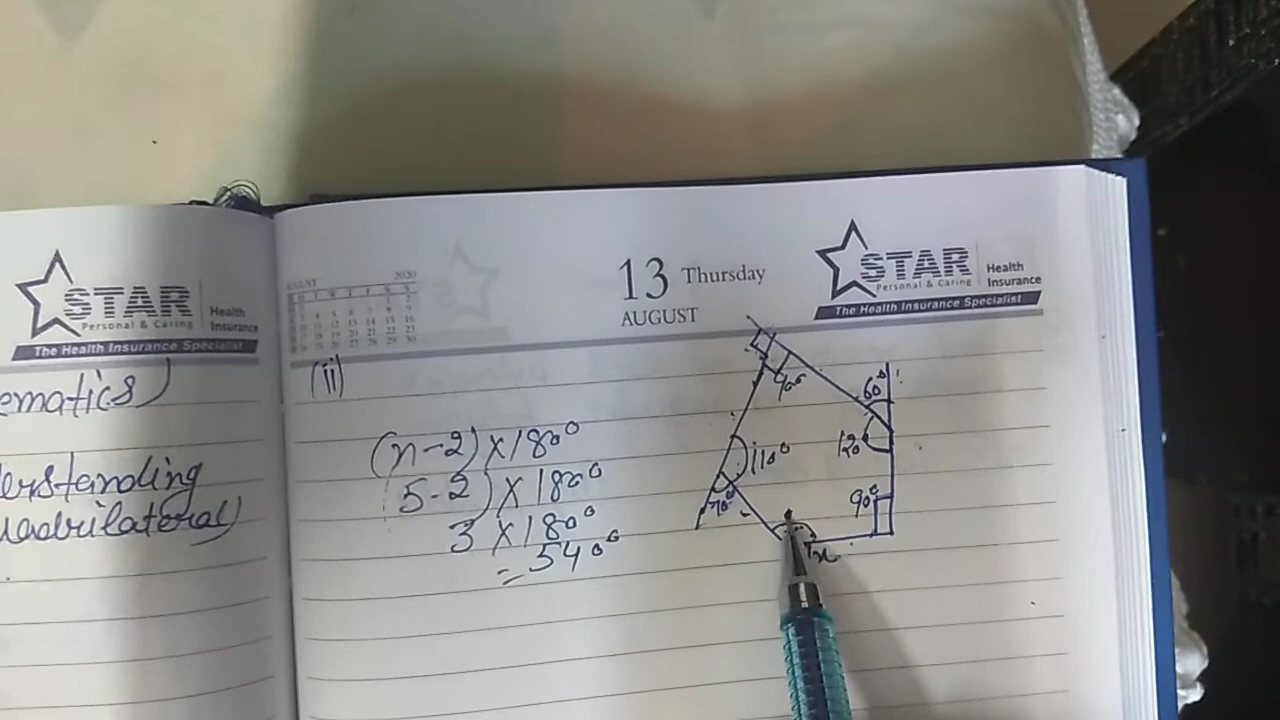 STAR
Personal & Caring
Health
Insurance
The Health Insurance Specialist
ematics)
erstanding
uadrilateral)
AUGUST 2020
13 Thursday
AUGUST
STAR
Personal & Caring
Health
Insurance
The Health Insurance Specialist
(ii)
(n-2) × 180°
5-2) × 180°
3 × 180°
= 540°
90°
60°
110°
120
70°
90°
x